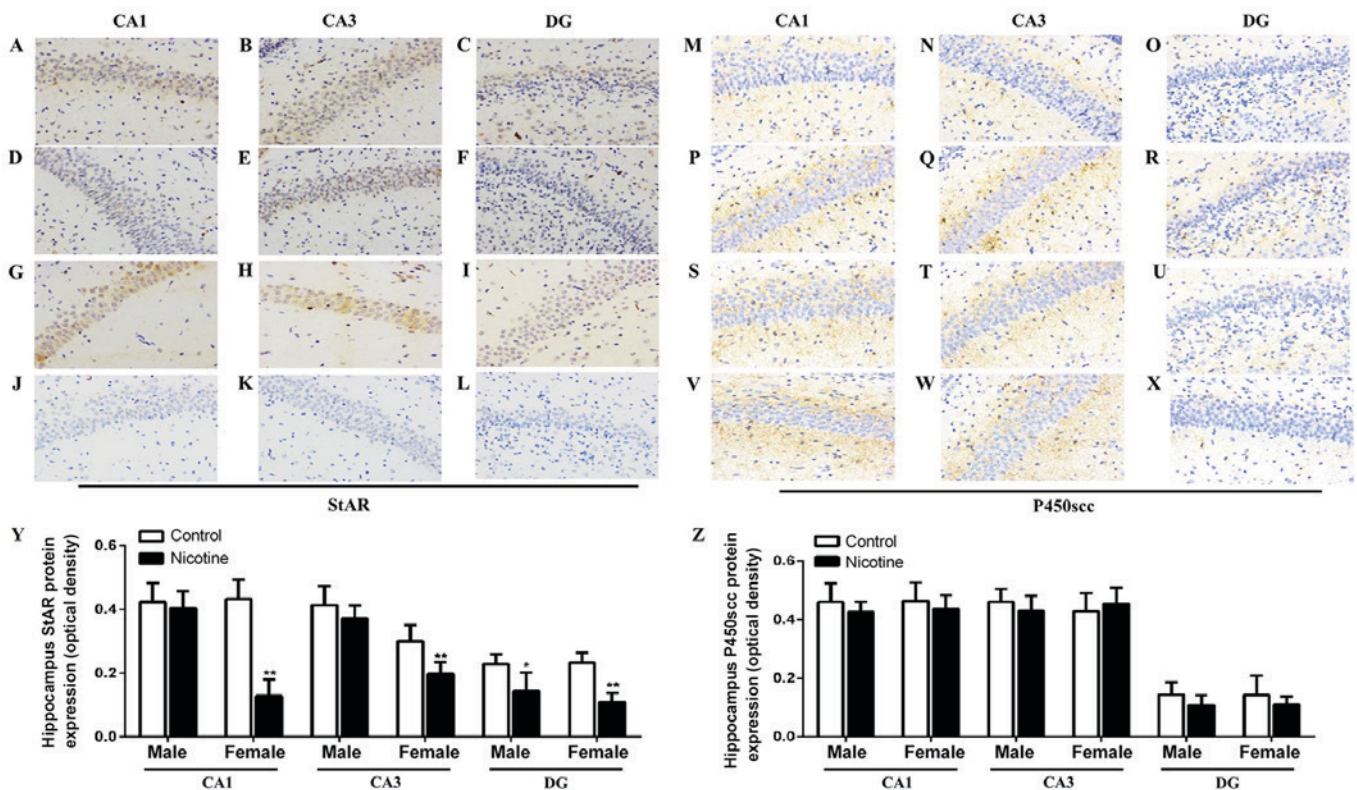 CA1 CA3 DG CA1 CA3 DG
A B C M N O
D E F P Q R
G H I S T U
J K L V W X
StAR P450scc
Y
Hippocampus StAR protein
expression (optical density)
0.6
0.4
0.2
0.0
Control
Nicotine
** ** * **
Male Female Male Female Male Female
CA1 CA3 DG
Z
Hippocampus P450scc protein
expression (optical density)
0.6
0.4
0.2
0.0
Control
Nicotine
Male Female Male Female Male Female
CA1 CA3 DG